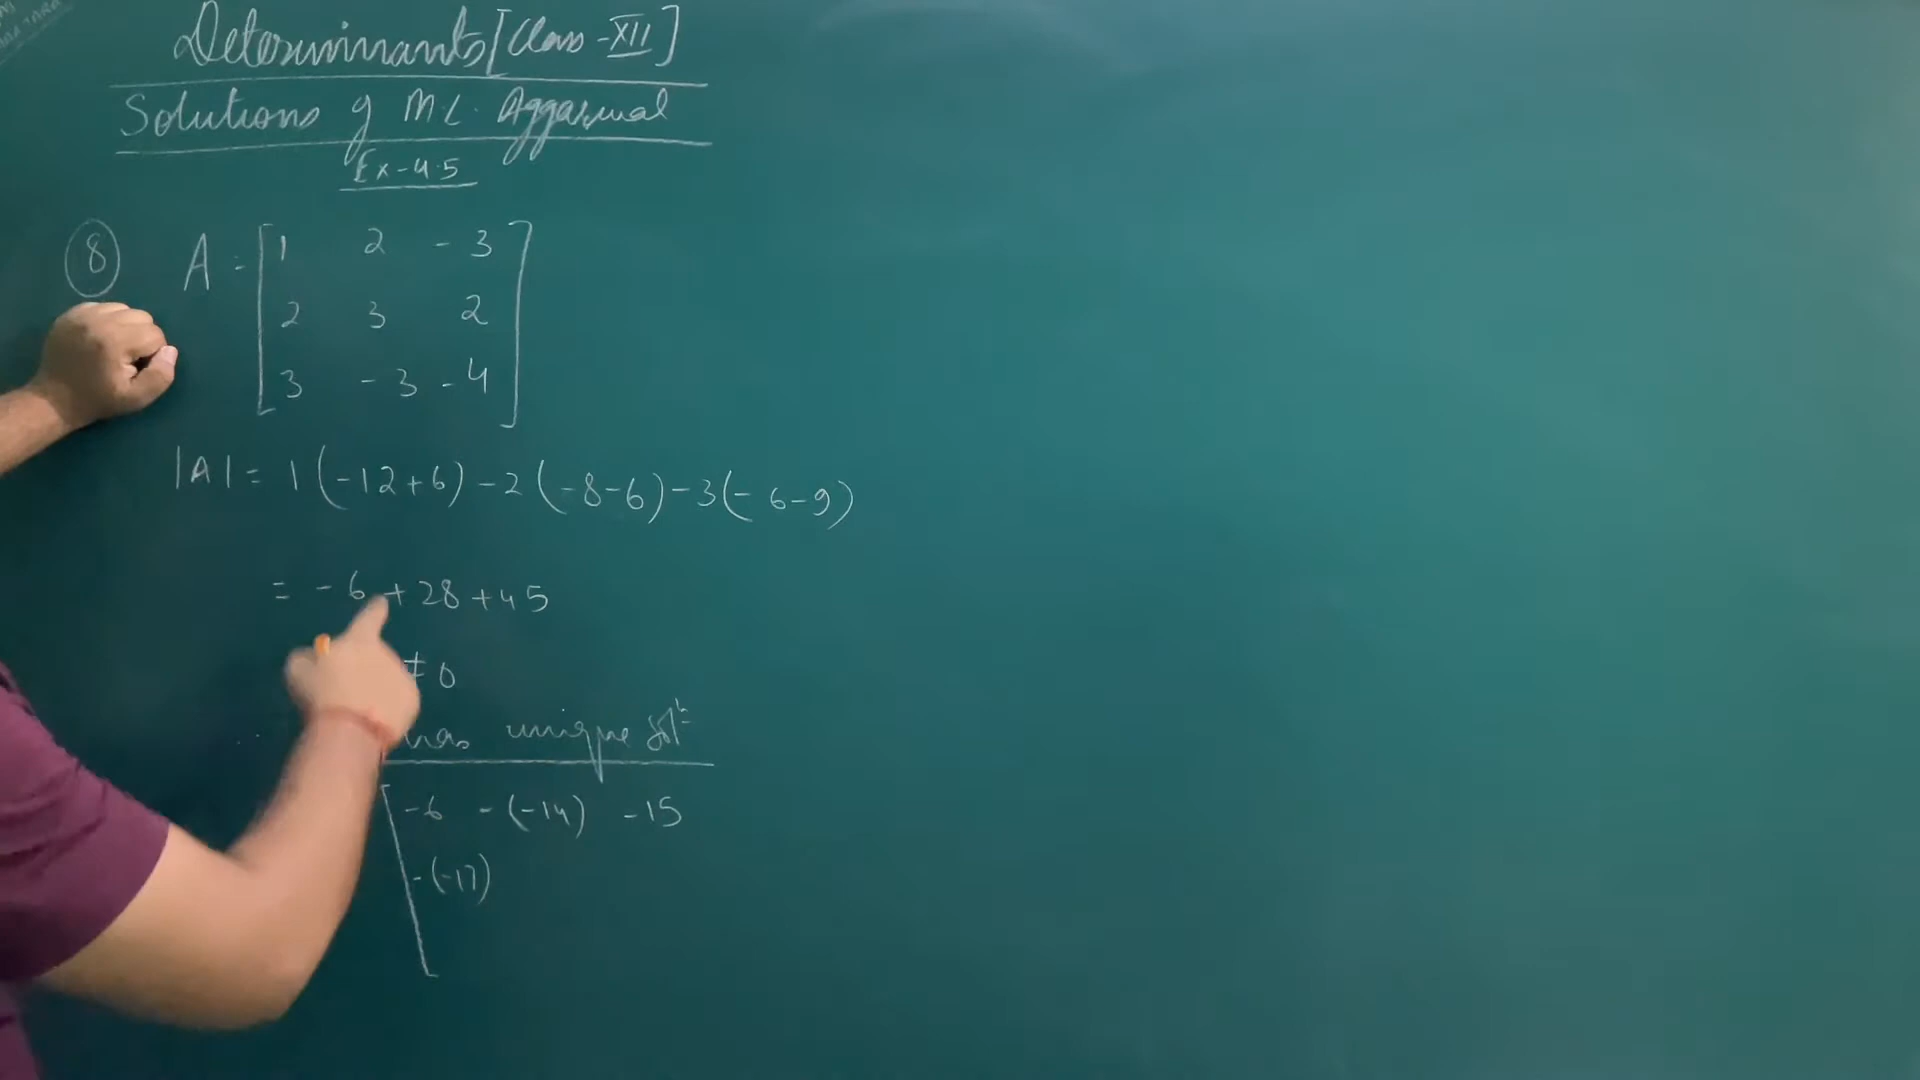 Determinants [Class - XII]
Solutions of M.L. Aggarwal
Ex-4.5
8 A = [ 1 2 -3
2 3 2
3 -3 -4 ]
|A| = 1(-12+6) -2(-8-6) -3(-6-9)
= -6 + 28 + 45
≠ 0
has unique sol^n
[ -6 -(-14) -15
-(-17)